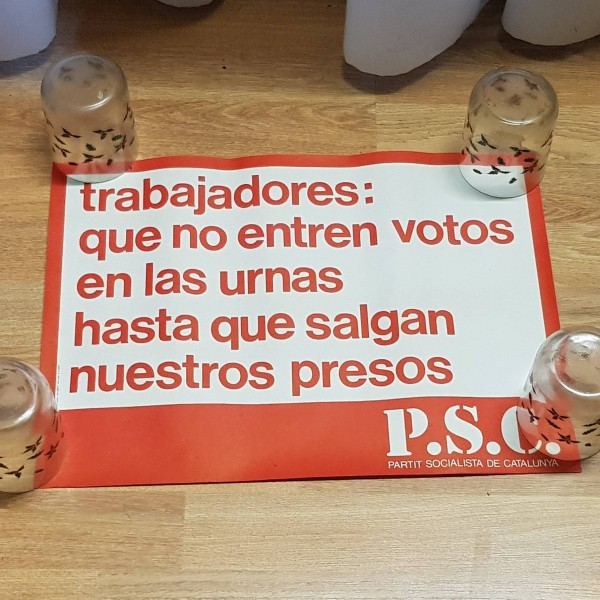 trabajadores:
que no entren votos
en las urnas
hasta que salgan
nuestros presos
P.S.C.
PARTIT SOCIALISTA DE CATALUNYA